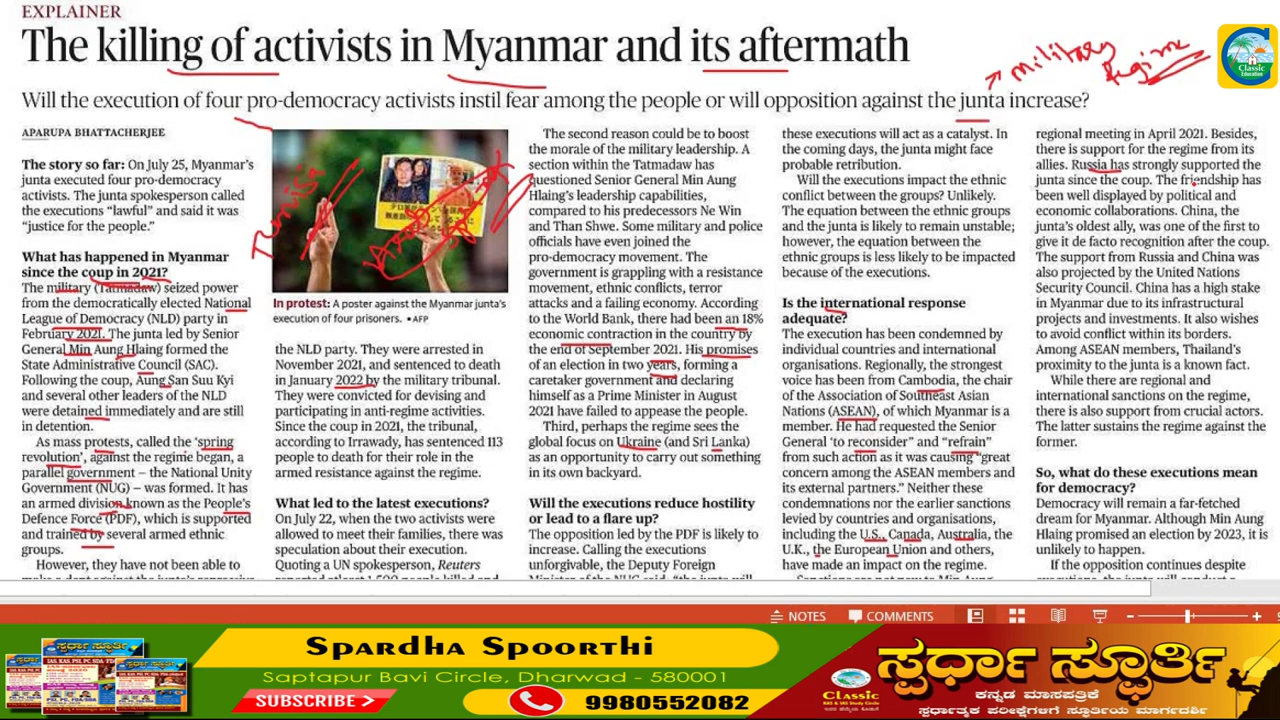 EXPLAINER
The killing of activists in Myanmar and its aftermath
military
Regime
Classic
Education
Will the execution of four pro-democracy activists instil fear among the people or will opposition against the junta increase?
APARUPA BHATTACHERJEE
The story so far: On July 25, Myanmar's
junta executed four pro-democracy
activists. The junta spokesperson called
the executions “lawful” and said it was
“justice for the people.”
What has happened in Myanmar
since the coup in 2021?
The military (Tatmadaw) seized power
from the democratically elected National
League of Democracy (NLD) party in
February 2021. The junta led by Senior
General Min Aung Hlaing formed the
State Administrative Council (SAC).
Following the coup, Aung San Suu Kyi
and several other leaders of the NLD
were detained immediately and are still
in detention.
As mass protests, called the ‘spring
revolution’, against the regime began, a
parallel government – the National Unity
Government (NUG) – was formed. It has
an armed division known as the People's
Defence Force (PDF), which is supported
and trained by several armed ethnic
groups.
However, they have not been able to
In protest: A poster against the Myanmar junta's
execution of four prisoners. • AFP
the NLD party. They were arrested in
November 2021, and sentenced to death
in January 2022 by the military tribunal.
They were convicted for devising and
participating in anti-regime activities.
Since the coup in 2021, the tribunal,
according to Irrawady, has sentenced 113
people to death for their role in the
armed resistance against the regime.
What led to the latest executions?
On July 22, when the two activists were
allowed to meet their families, there was
speculation about their execution.
Quoting a UN spokesperson, Reuters
reported atleast 1,500 people killed and
The second reason could be to boost
the morale of the military leadership. A
section within the Tatmadaw has
questioned Senior General Min Aung
Hlaing's leadership capabilities,
compared to his predecessors Ne Win
and Than Shwe. Some military and police
officials have even joined the
pro-democracy movement. The
government is grappling with a resistance
movement, ethnic conflicts, terror
attacks and a failing economy. According
to the World Bank, there had been an 18%
economic contraction in the country by
the end of September 2021. His promises
of an election in two years, forming a
caretaker government and declaring
himself as a Prime Minister in August
2021 have failed to appease the people.
Third, perhaps the regime sees the
global focus on Ukraine (and Sri Lanka)
as an opportunity to carry out something
in its own backyard.
Will the executions reduce hostility
or lead to a flare up?
The opposition led by the PDF is likely to
increase. Calling the executions
unforgivable, the Deputy Foreign
Minister of the NUG said, “the junta will
these executions will act as a catalyst. In
the coming days, the junta might face
probable retribution.
Will the executions impact the ethnic
conflict between the groups? Unlikely.
The equation between the ethnic groups
and the junta is likely to remain unstable;
however, the equation between the
ethnic groups is less likely to be impacted
because of the executions.
Is the international response
adequate?
The execution has been condemned by
individual countries and international
organisations. Regionally, the strongest
voice has been from Cambodia, the chair
of the Association of Southeast Asian
Nations (ASEAN), of which Myanmar is a
member. He had requested the Senior
General ‘to reconsider” and “refrain”
from such action as it was causing “great
concern among the ASEAN members and
its external partners.” Neither these
condemnations nor the earlier sanctions
levied by countries and organisations,
including the U.S., Canada, Australia, the
U.K., the European Union and others,
have made an impact on the regime.
Sanctions are not new to Min Aung
regional meeting in April 2021. Besides,
there is support for the regime from its
allies. Russia has strongly supported the
junta since the coup. The friendship has
been well displayed by political and
economic collaborations. China, the
junta's oldest ally, was one of the first to
give it de facto recognition after the coup.
The support from Russia and China was
also projected by the United Nations
Security Council. China has a high stake
in Myanmar due to its infrastructural
projects and investments. It also wishes
to avoid conflict within its borders.
Among ASEAN members, Thailand's
proximity to the junta is a known fact.
While there are regional and
international sanctions on the regime,
there is also support from crucial actors.
The latter sustains the regime against the
former.
So, what do these executions mean
for democracy?
Democracy will remain a far-fetched
dream for Myanmar. Although Min Aung
Hlaing promised an election by 2023, it is
unlikely to happen.
If the opposition continues despite
NOTES
COMMENTS
Spardha Spoorthi
Saptapur Bavi Circle, Dharwad - 580001
SUBSCRIBE
9980552082
Classic
IAS & KAS Study Circle
ಸ್ಪರ್ಧಾ ಸ್ಫೂರ್ತಿ
ಕನ್ನಡ ಮಾಸಪತ್ರಿಕೆ
ಸ್ಪರ್ಧಾತ್ಮಕ ಪರೀಕ್ಷೆಗಳಿಗೆ ಸ್ಫೂರ್ತಿಯ ಮಾರ್ಗದರ್ಶಿ